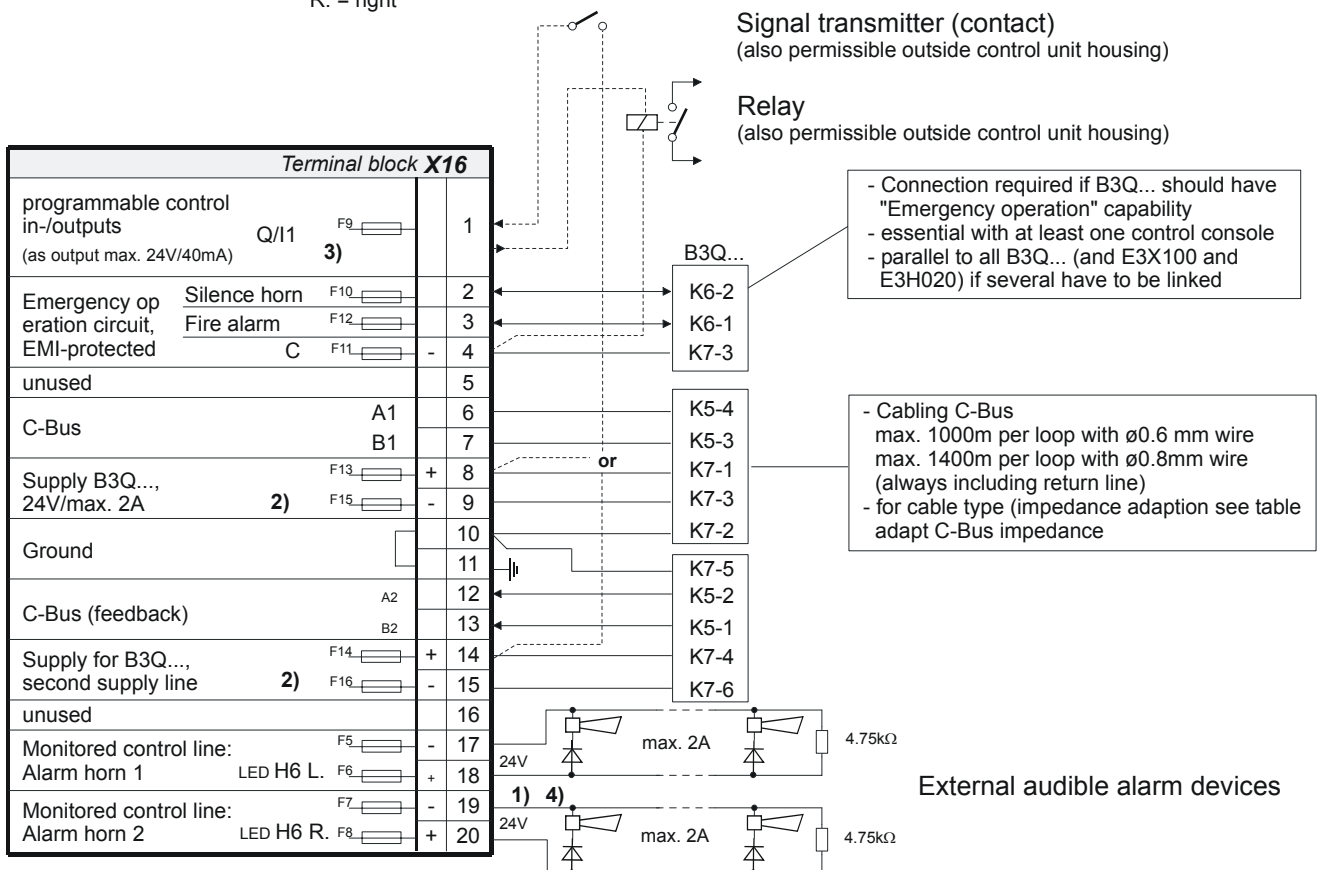 R. = right
Signal transmitter (contact)
(also permissible outside control unit housing)
Relay
(also permissible outside control unit housing)
Terminal block X16
programmable control
in-/outputs
(as output max. 24V/40mA)
Q/I1
F9
3)
1
Emergency op
eration circuit,
EMI-protected
Silence horn F10 2
Fire alarm F12 3
C F11 - 4
unused 5
C-Bus
A1 6
B1 7
Supply B3Q...,
24V/max. 2A
2)
F13 + 8
F15 - 9
Ground
10
11
C-Bus (feedback)
A2 12
B2 13
Supply for B3Q...,
second supply line
2)
F14 + 14
F16 - 15
unused 16
Monitored control line:
Alarm horn 1
F5 - 17
LED H6 L. F6 + 18
Monitored control line:
Alarm horn 2
F7 - 19
LED H6 R. F8 + 20
or
B3Q...
K6-2
K6-1
K7-3
K5-4
K5-3
K7-1
K7-3
K7-2
K7-5
K5-2
K5-1
K7-4
K7-6
- Connection required if B3Q... should have
"Emergency operation" capability
- essential with at least one control console
- parallel to all B3Q... (and E3X100 and
E3H020) if several have to be linked
- Cabling C-Bus
max. 1000m per loop with ø0.6 mm wire
max. 1400m per loop with ø0.8mm wire
(always including return line)
- for cable type (impedance adaption see table
adapt C-Bus impedance
24V
max. 2A
4.75kΩ
1) 4)
24V
max. 2A
4.75kΩ
External audible alarm devices